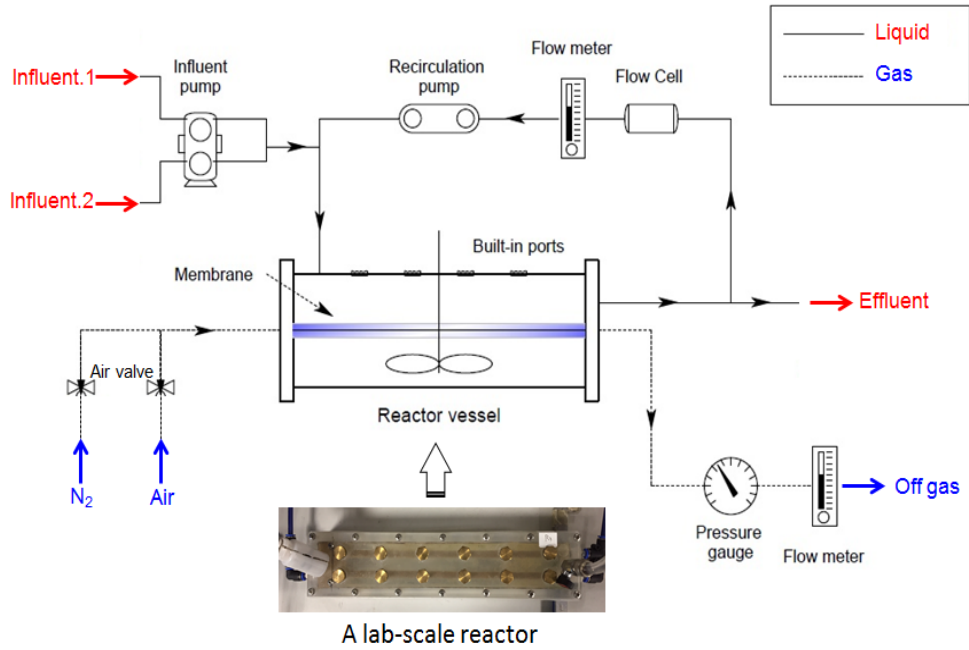 Liquid
Gas
Influent.1
Influent
pump
Recirculation
pump
Flow meter
Flow Cell
Influent.2
Built-in ports
Membrane
Effluent
Air valve
Reactor vessel
N₂
Air
Off gas
Pressure
gauge
Flow meter
A lab-scale reactor